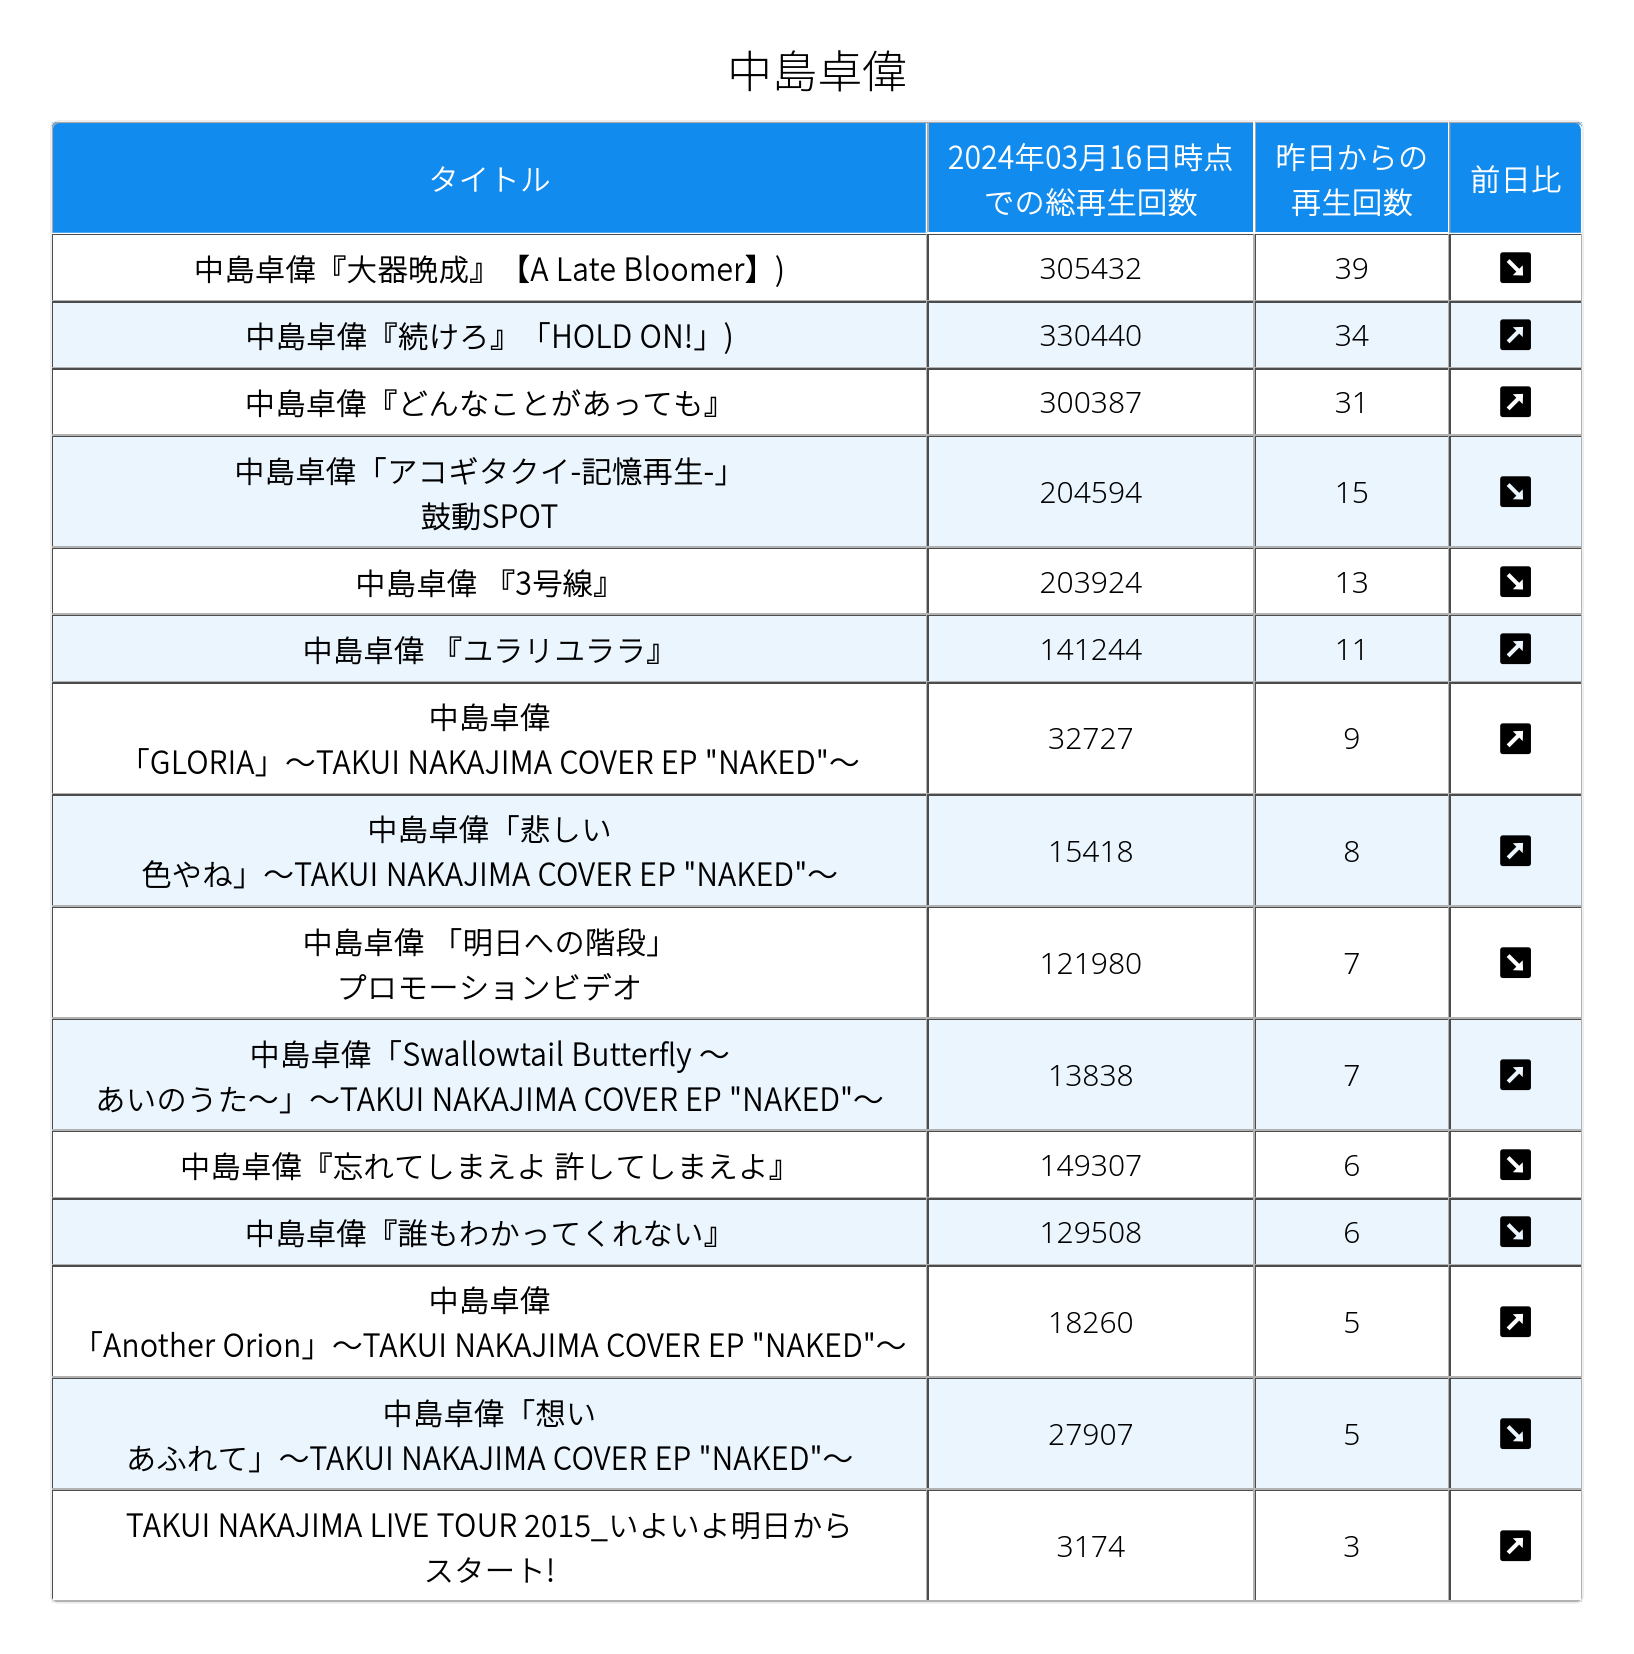 中島卓偉
タイトル
2024年03月16日時点
での総再生回数
昨日からの
再生回数
前日比
中島卓偉『大器晩成』【A Late Bloomer】)
305432
39
中島卓偉『続けろ』「HOLD ON!」)
330440
34
中島卓偉『どんなことがあっても』
300387
31
中島卓偉「アコギタクイ-記憶再生-」
鼓動SPOT
204594
15
中島卓偉 『3号線』
203924
13
中島卓偉 『ユラリユララ』
141244
11
中島卓偉
「GLORIA」～TAKUI NAKAJIMA COVER EP "NAKED"～
32727
9
中島卓偉「悲しい
色やね」～TAKUI NAKAJIMA COVER EP "NAKED"～
15418
8
中島卓偉 「明日への階段」
プロモーションビデオ
121980
7
中島卓偉「Swallowtail Butterfly ～
あいのうた～」～TAKUI NAKAJIMA COVER EP "NAKED"～
13838
7
中島卓偉『忘れてしまえよ 許してしまえよ』
149307
6
中島卓偉『誰もわかってくれない』
129508
6
中島卓偉
「Another Orion」～TAKUI NAKAJIMA COVER EP "NAKED"～
18260
5
中島卓偉「想い
あふれて」～TAKUI NAKAJIMA COVER EP "NAKED"～
27907
5
TAKUI NAKAJIMA LIVE TOUR 2015_いよいよ明日から
スタート!
3174
3